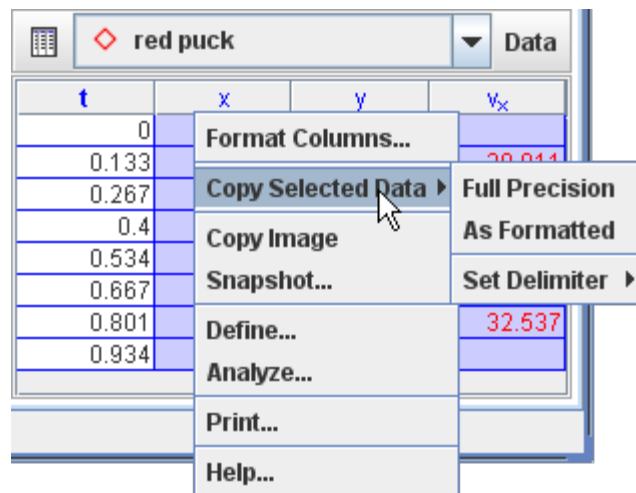 red puck Data
t x y vₓ
0
0.133
0.267
0.4
0.534
0.667
0.801 32.537
0.934
Format Columns...
Copy Selected Data
Copy Image
Snapshot...
Define...
Analyze...
Print...
Help...
Full Precision
As Formatted
Set Delimiter